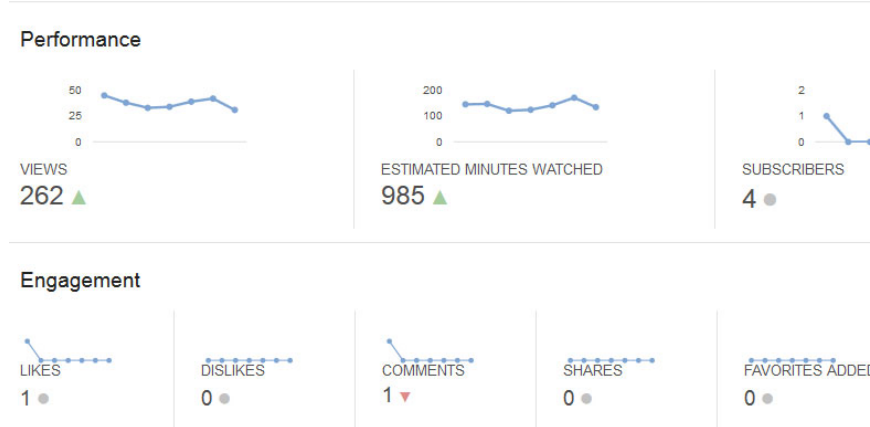 Performance
50
25
0
200
100
0
2
1
0
VIEWS
262
ESTIMATED MINUTES WATCHED
985
SUBSCRIBERS
4
Engagement
LIKES
1
DISLIKES
0
COMMENTS
1
SHARES
0
FAVORITES ADDED
0